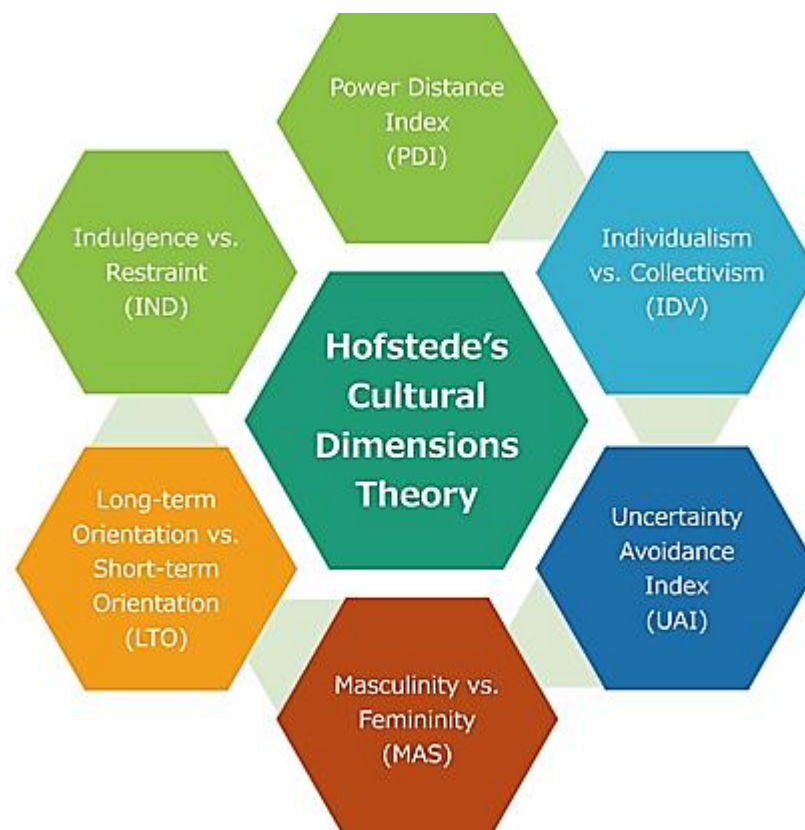 Power Distance
Index
(PDI)
Individualism
vs. Collectivism
(IDV)
Uncertainty
Avoidance
Index
(UAI)
Masculinity vs.
Femininity
(MAS)
Long-term
Orientation vs.
Short-term
Orientation
(LTO)
Indulgence vs.
Restraint
(IND)
Hofstede’s
Cultural
Dimensions
Theory